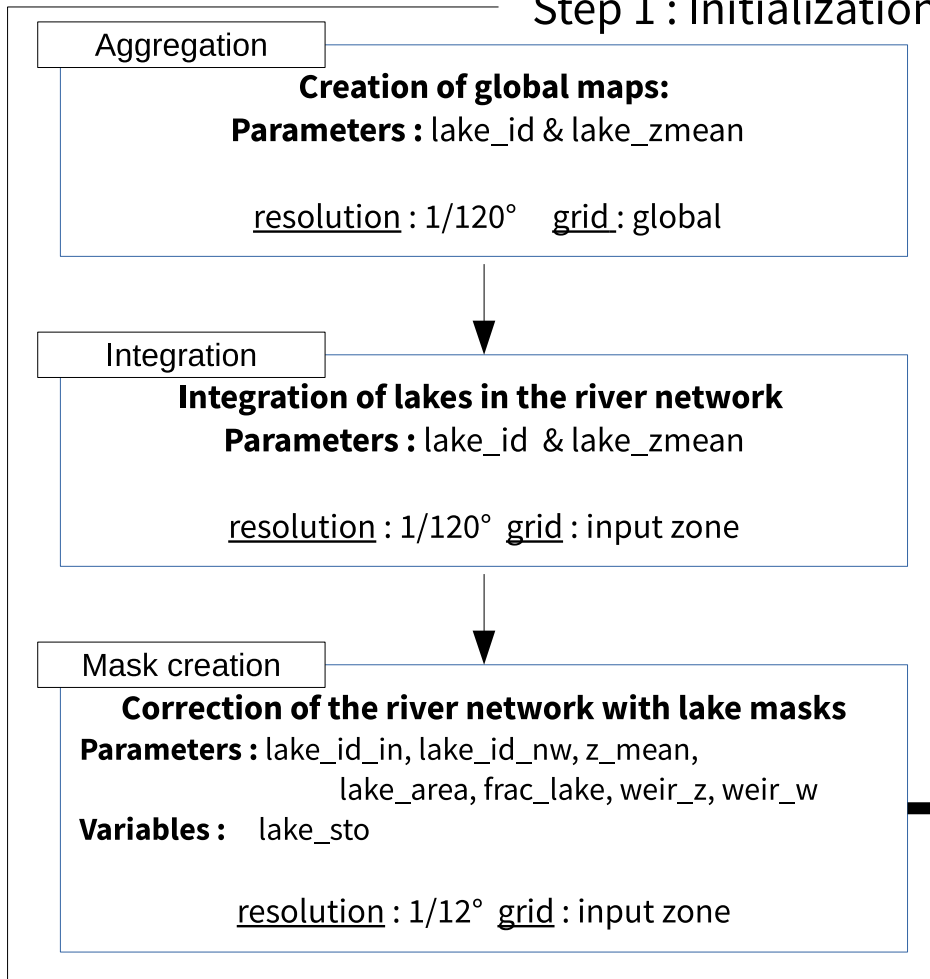 Step 1 : Initialization
Aggregation
Creation of global maps:
Parameters : lake_id & lake_zmean
resolution : 1/120° grid : global
Integration
Integration of lakes in the river network
Parameters : lake_id & lake_zmean
resolution : 1/120° grid : input zone
Mask creation
Correction of the river network with lake masks
Parameters : lake_id_in, lake_id_nw, z_mean,
lake_area, frac_lake, weir_z, weir_w
Variables : lake_sto
resolution : 1/12° grid : input zone